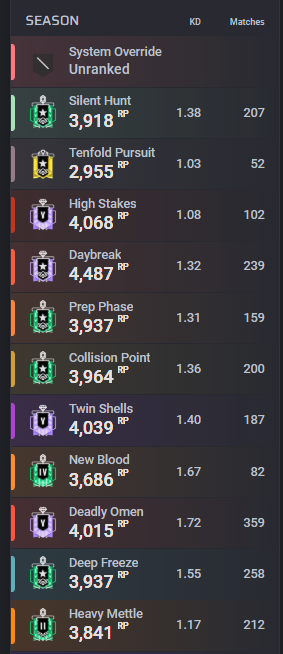 SEASON KD Matches
System Override
Unranked
Silent Hunt
3,918 RP 1.38 207
Tenfold Pursuit
2,955 RP 1.03 52
High Stakes
V
4,068 RP 1.08 102
Daybreak
4,487 RP 1.32 239
Prep Phase
3,937 RP 1.31 159
Collision Point
3,964 RP 1.36 200
Twin Shells
V
4,039 RP 1.40 187
New Blood
IV
3,686 RP 1.67 82
Deadly Omen
V
4,015 RP 1.72 359
Deep Freeze
3,937 RP 1.55 258
Heavy Mettle
II
3,841 RP 1.17 212